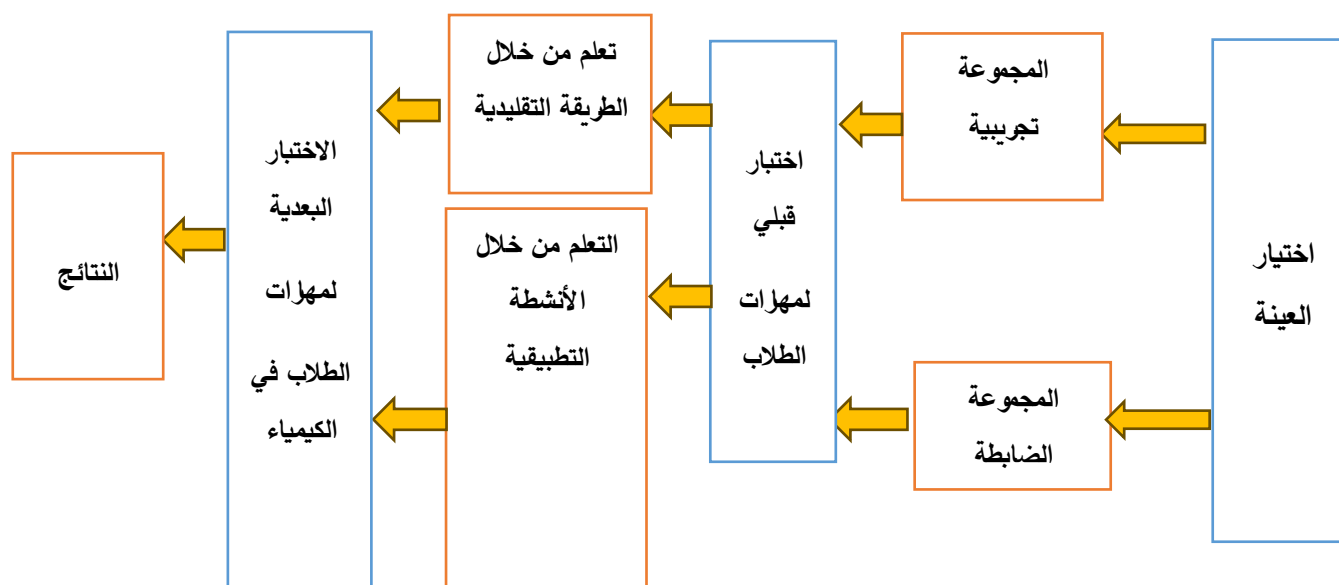 اختيار
العينة
المجموعة
تجريبية
المجموعة
الضابطة
اختبار
قبلي
لمهارات
الطلاب
تعلم من خلال
الطريقة التقليدية
التعلم من خلال
الأنشطة
التطبيقية
الاختبار
البعدية
لمهارات
الطلاب في
الكيمياء
النتائج